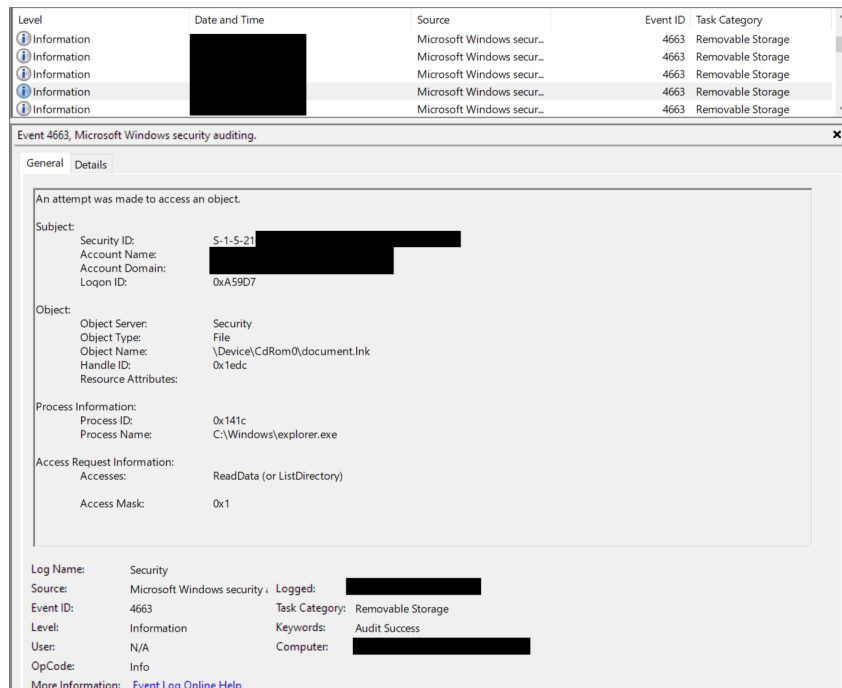 Level Date and Time Source Event ID Task Category
Information Microsoft Windows secur... 4663 Removable Storage
Information Microsoft Windows secur... 4663 Removable Storage
Information Microsoft Windows secur... 4663 Removable Storage
Information Microsoft Windows secur... 4663 Removable Storage
Information Microsoft Windows secur... 4663 Removable Storage
Event 4663, Microsoft Windows security auditing.
General Details
An attempt was made to access an object.
Subject:
Security ID: S-1-5-21
Account Name:
Account Domain:
Logon ID: 0xA59D7
Object:
Object Server: Security
Object Type: File
Object Name: \Device\CdRom0\document.lnk
Handle ID: 0x1edc
Resource Attributes:
Process Information:
Process ID: 0x141c
Process Name: C:\Windows\explorer.exe
Access Request Information:
Accesses: ReadData (or ListDirectory)
Access Mask: 0x1
Log Name: Security
Source: Microsoft Windows security Logged:
Event ID: 4663 Task Category: Removable Storage
Level: Information Keywords: Audit Success
User: N/A Computer:
OpCode: Info
More Information: Event Log Online Help